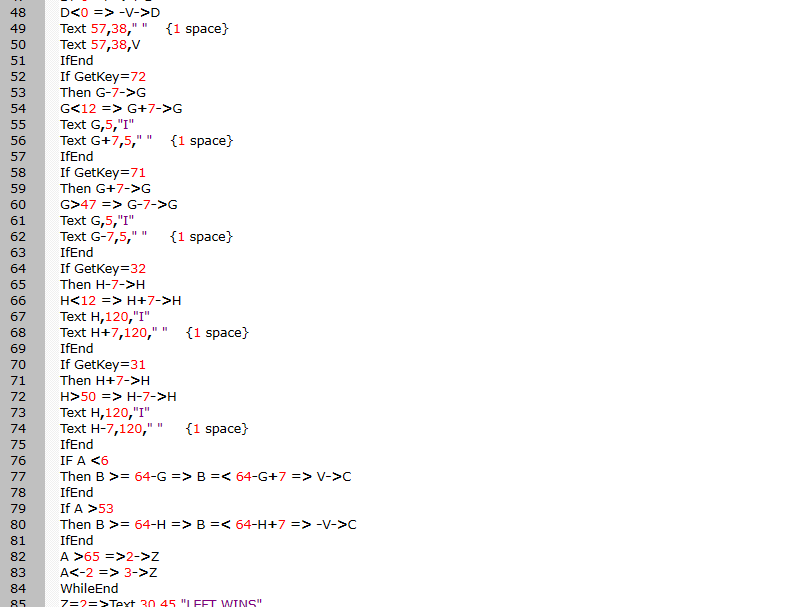 48 D<0 => -V->D
49 Text 57,38," " {1 space}
50 Text 57,38,V
51 IfEnd
52 If GetKey=72
53 Then G-7->G
54 G<12 => G+7->G
55 Text G,5,"I"
56 Text G+7,5," " {1 space}
57 IfEnd
58 If GetKey=71
59 Then G+7->G
60 G>47 => G-7->G
61 Text G,5,"I"
62 Text G-7,5," " {1 space}
63 IfEnd
64 If GetKey=32
65 Then H-7->H
66 H<12 => H+7->H
67 Text H,120,"I"
68 Text H+7,120," " {1 space}
69 IfEnd
70 If GetKey=31
71 Then H+7->H
72 H>50 => H-7->H
73 Text H,120,"I"
74 Text H-7,120," " {1 space}
75 IfEnd
76 IF A <6
77 Then B >= 64-G => B =< 64-G+7 => V->C
78 IfEnd
79 If A >53
80 Then B >= 64-H => B =< 64-H+7 => -V->C
81 IfEnd
82 A >65 =>2->Z
83 A<-2 => 3->Z
84 WhileEnd
85 Z=2=>Text 30,45,"LEFT WINS"